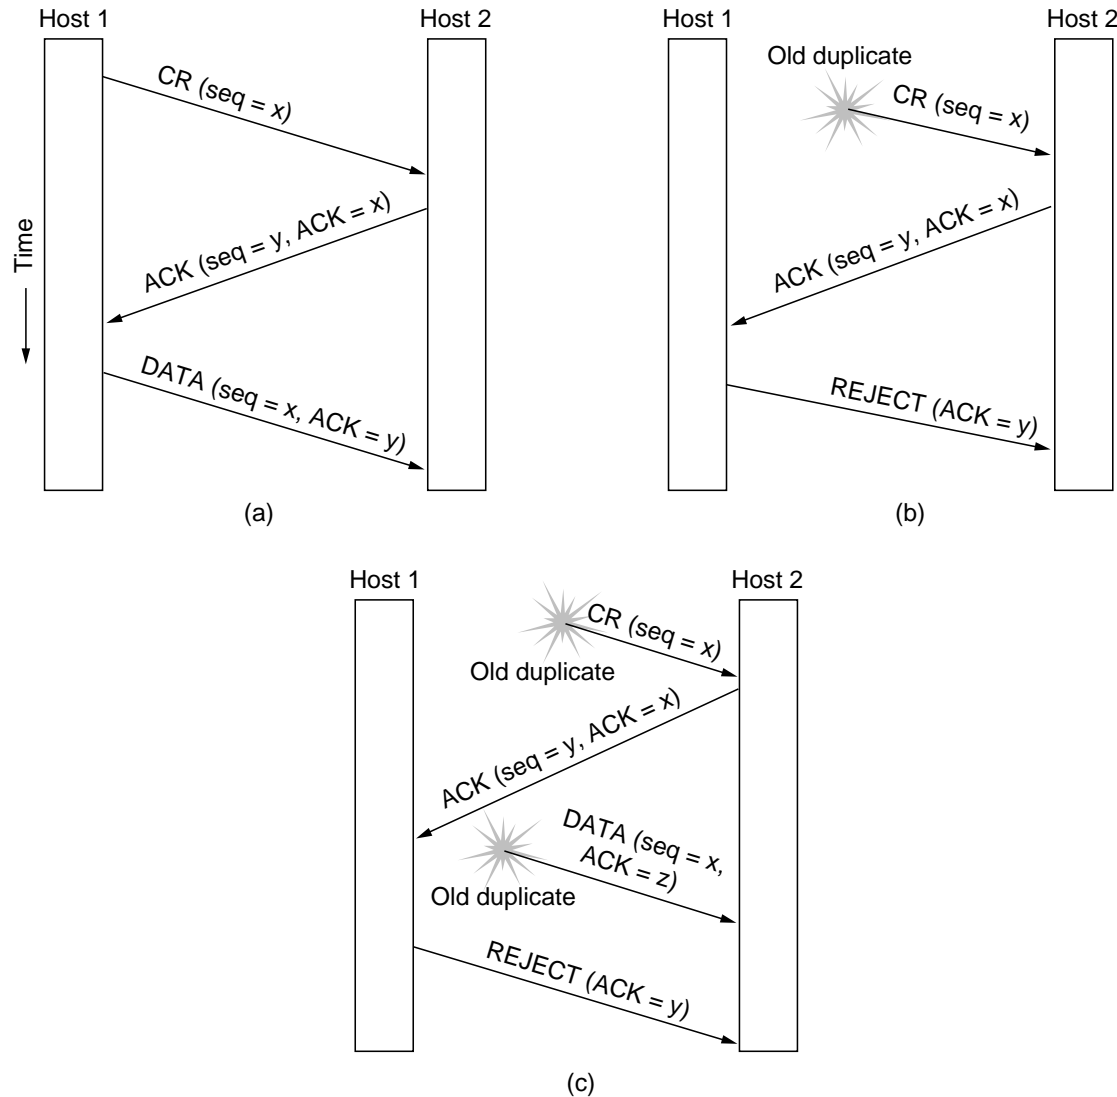 Host 1
Host 2
CR (seq = x)
ACK (seq = y, ACK = x)
DATA (seq = x, ACK = y)
Time
(a)
Host 1
Host 2
Old duplicate
CR (seq = x)
ACK (seq = y, ACK = x)
REJECT (ACK = y)
(b)
Host 1
Host 2
CR (seq = x)
Old duplicate
ACK (seq = y, ACK = x)
DATA (seq = x,
ACK = z)
Old duplicate
REJECT (ACK = y)
(c)